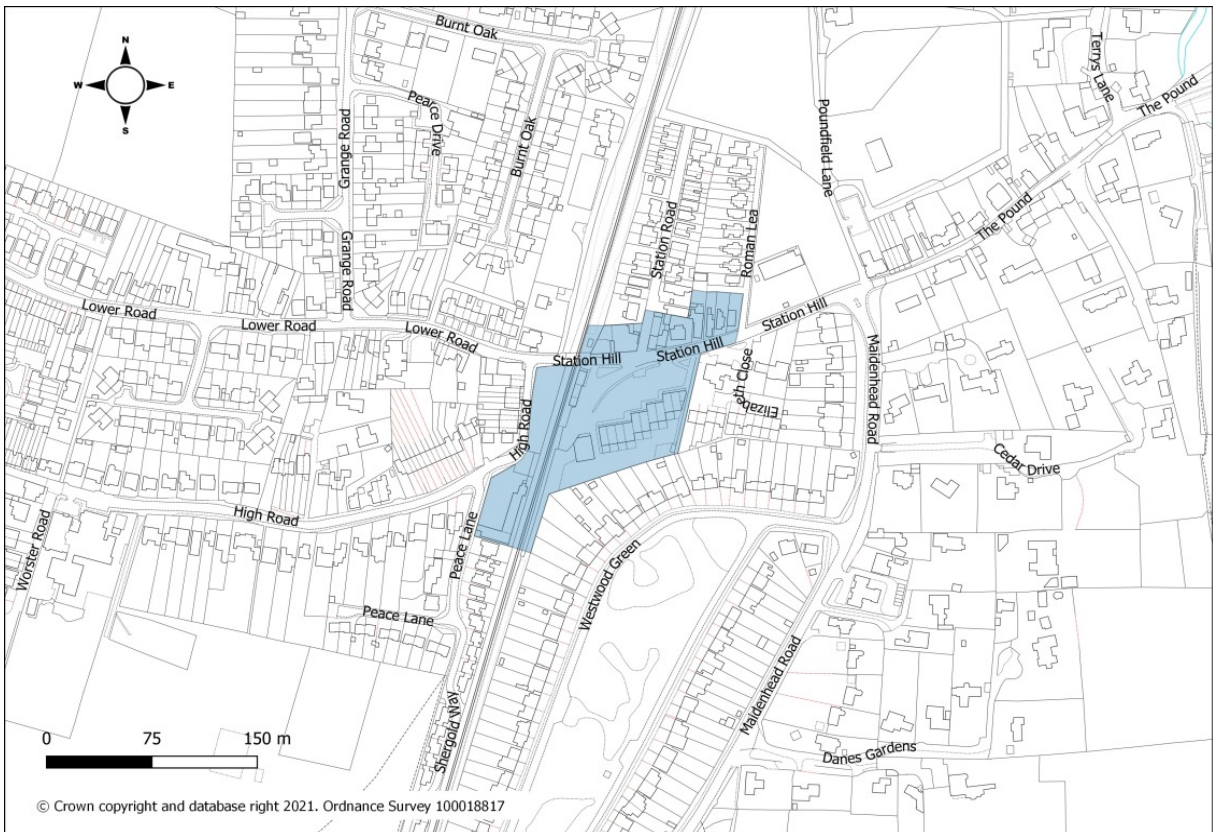 Burnt Oak
N
W E
S
Terrys Lane
The Pound
Peace Drive
Burnt Oak
Grange Road
Poundfield Lane
The Pound
Station Road
Roman Lea
Grange Road
Lower Road
Lower Road
Lower Road
Station Hill
Station Hill
Station Hill
Maidenhead Road
Elizabeth Close
High Road
Cedar Drive
High Road
Worster Road
Peace Lane
Westwood Green
Peace Lane
Maidenhead Road
Shergold Way
Danes Gardens
0 75 150 m
© Crown copyright and database right 2021. Ordnance Survey 100018817